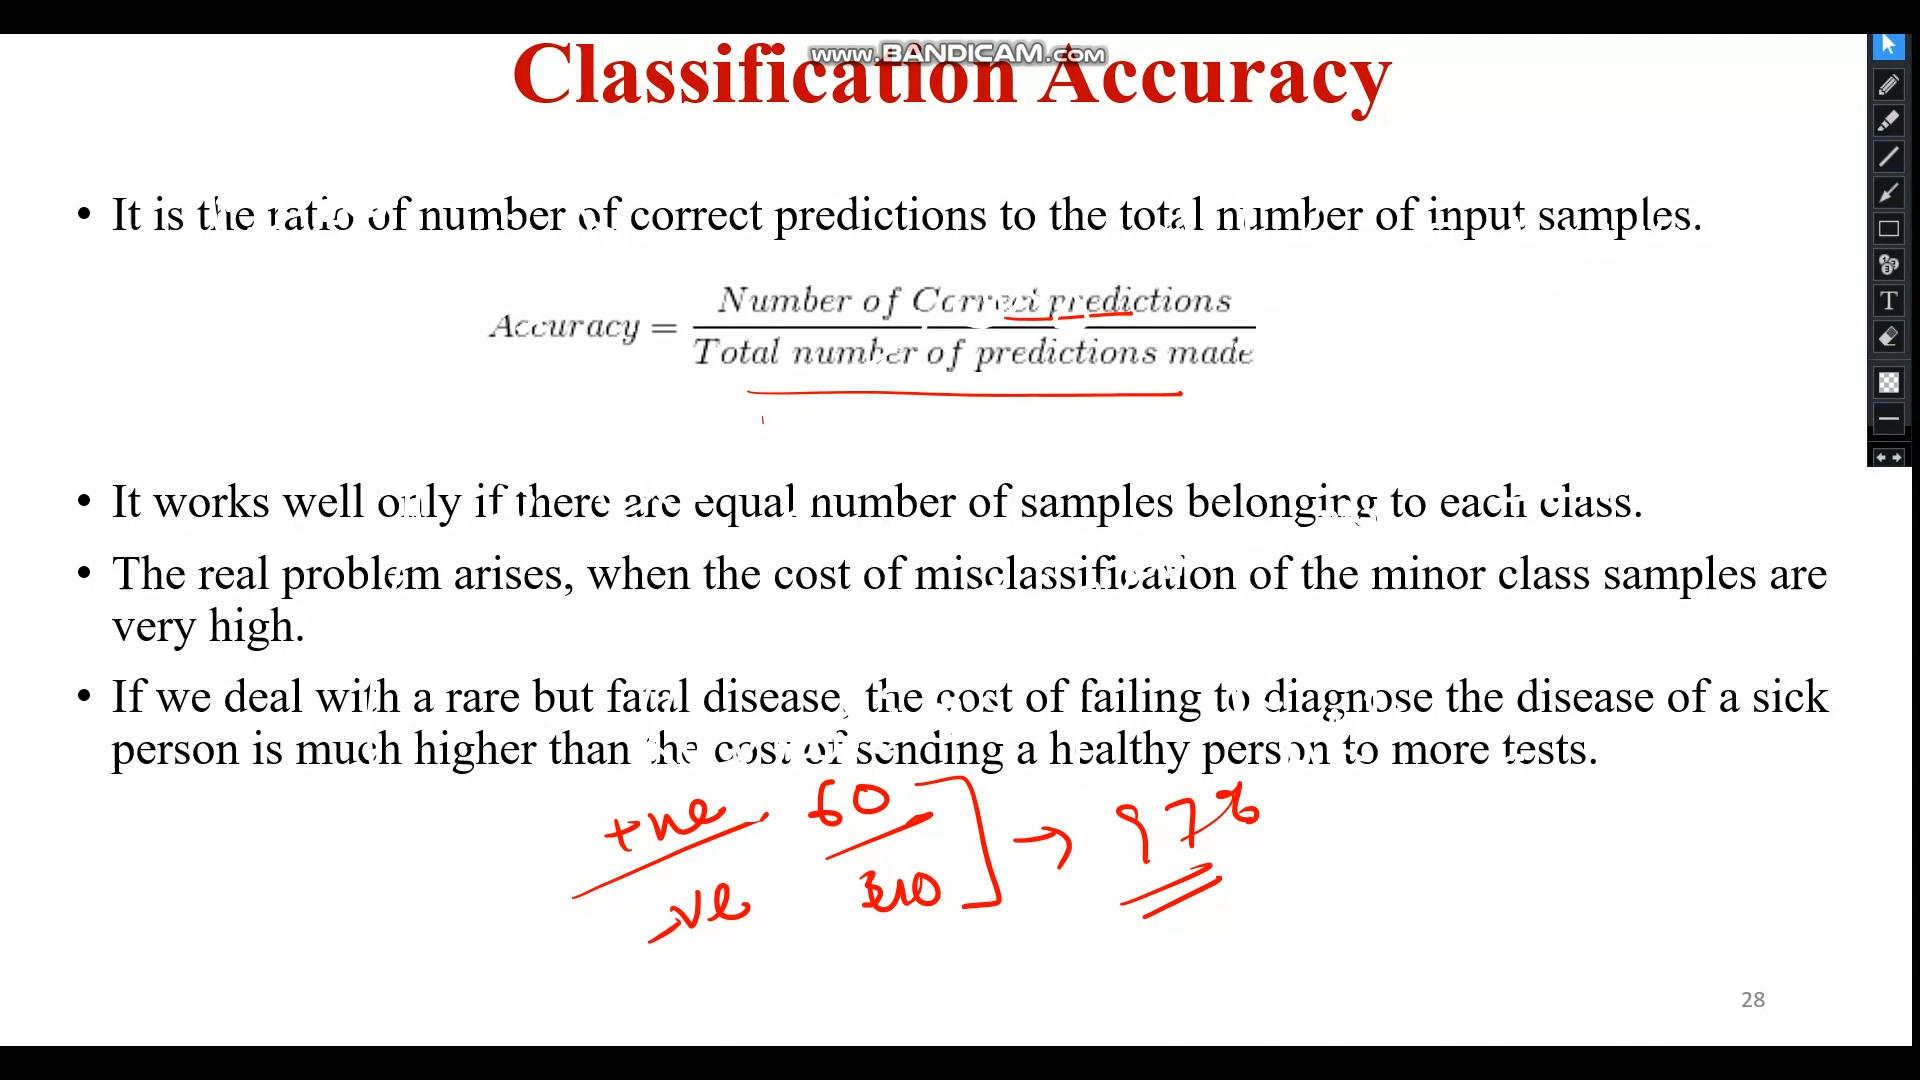 www.BANDICAM.com
Classification Accuracy
• It is the ratio of number of correct predictions to the total number of input samples.
Accuracy = Number of Correct predictions
Total number of predictions made
• It works well only if there are equal number of samples belonging to each class.
• The real problem arises, when the cost of misclassification of the minor class samples are
very high.
• If we deal with a rare but fatal disease, the cost of failing to diagnose the disease of a sick
person is much higher than the cost of sending a healthy person to more tests.
+ve 60
-ve
→ 97%
28